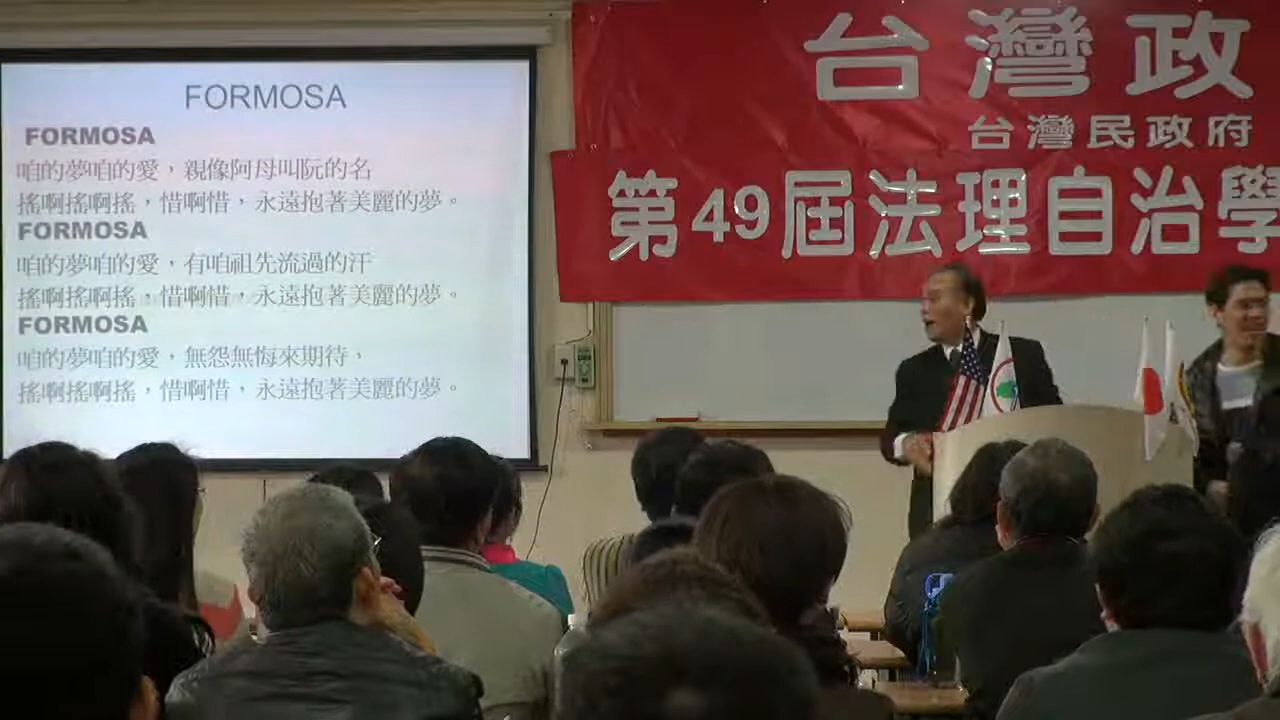 FORMOSA
FORMOSA
咱的夢咱的愛，親像阿母叫阮的名
搖啊搖啊搖，惜啊惜，永遠抱著美麗的夢。
FORMOSA
咱的夢咱的愛，有咱祖先流過的汗
搖啊搖啊搖，惜啊惜，永遠抱著美麗的夢。
FORMOSA
咱的夢咱的愛，無怨無悔來期待，
搖啊搖啊搖，惜啊惜，永遠抱著美麗的夢。
台灣政
台灣民政府
第49屆法理自治學